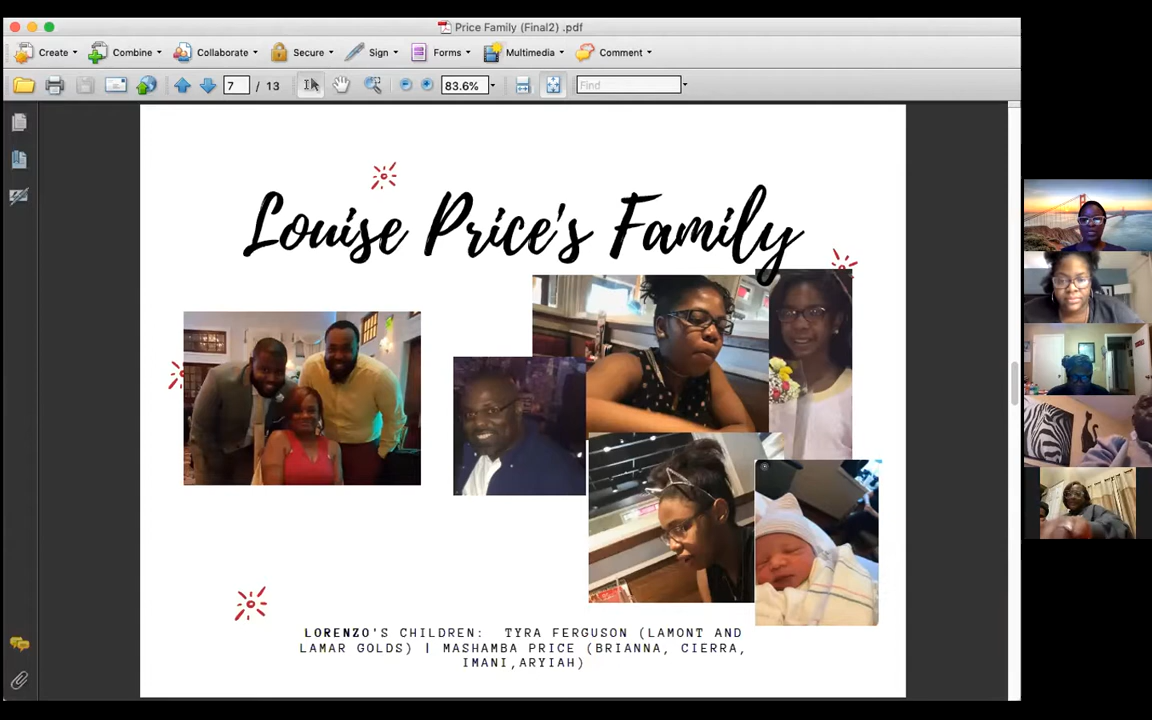 Price Family (Final2) .pdf
Create Combine Collaborate Secure Sign Forms Multimedia Comment
7 / 13 83.6% Find
Louise Price's Family
LORENZO'S CHILDREN: TYRA FERGUSON (LAMONT AND
LAMAR GOLDS) | MASHAMBA PRICE (BRIANNA, CIERRA,
IMANI,ARYIAH)